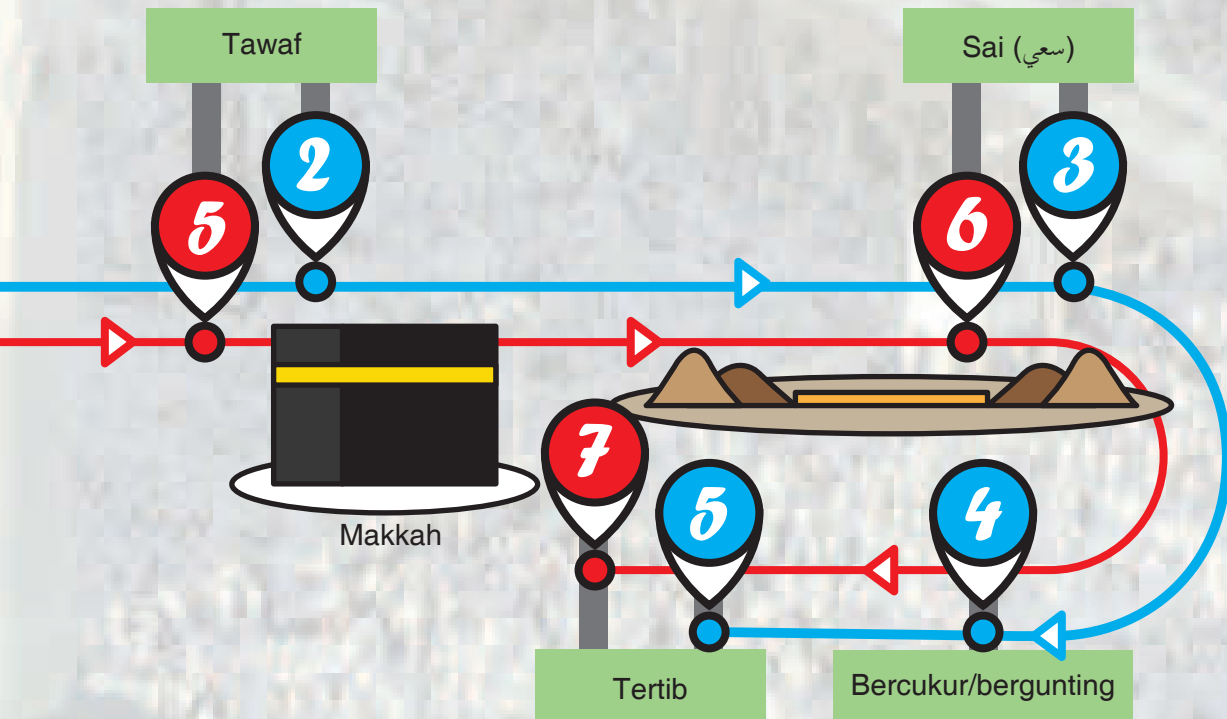 Tawaf
Sai (سعي)
2
3
5
6
Makkah
7
5
4
Tertib
Bercukur/bergunting